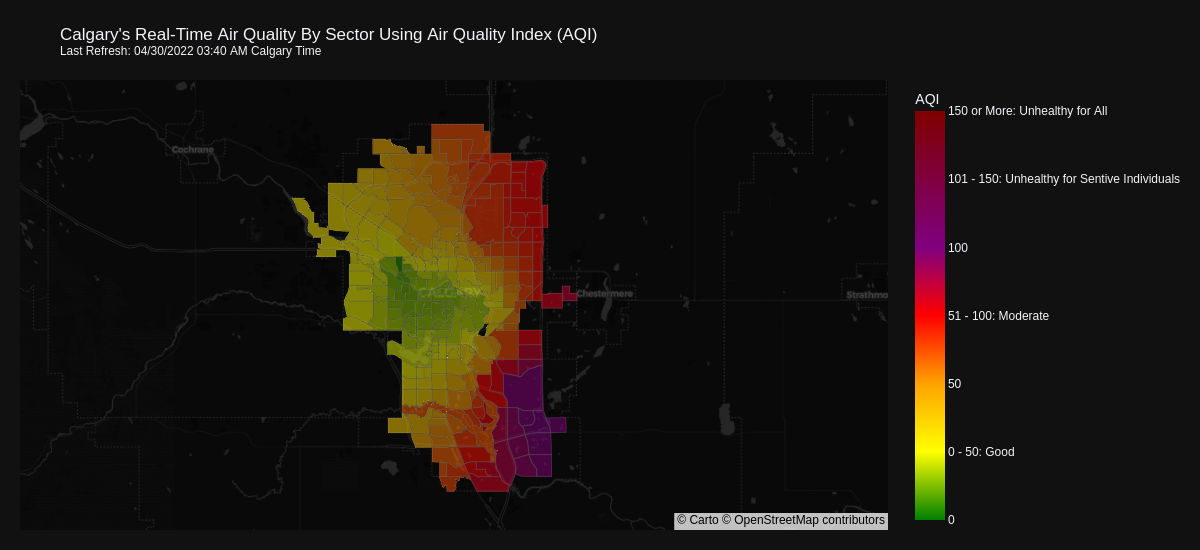 Calgary's Real-Time Air Quality By Sector Using Air Quality Index (AQI)
Last Refresh: 04/30/2022 03:40 AM Calgary Time
AQI
150 or More: Unhealthy for All
Cochrane
101 - 150: Unhealthy for Sentive Individuals
100
CALGARY
Chestermere
Strathmo
51 - 100: Moderate
50
0 - 50: Good
0
© Carto © OpenStreetMap contributors